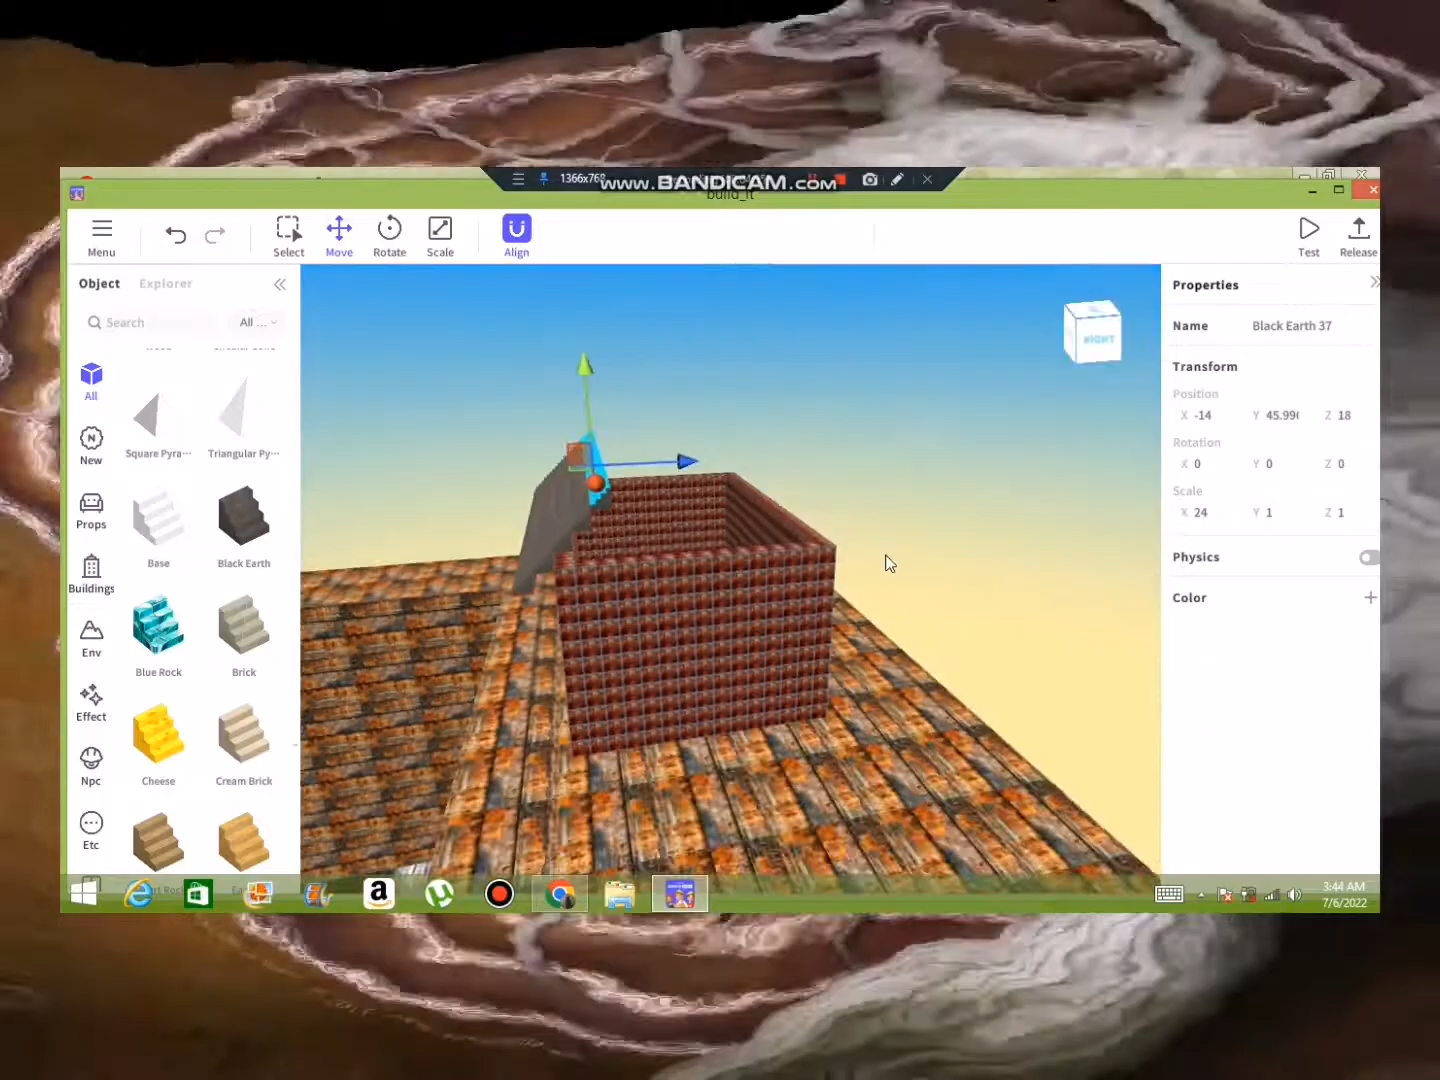 1366x768
www.BANDICAM.com
build_it
Menu
Select
Move
Rotate
Scale
Align
Test
Release
Object
Explorer
Search
All ...
All
New
Props
Buildings
Env
Effect
Npc
Etc
Square Pyra···
Triangular Py···
Base
Black Earth
Blue Rock
Brick
Cheese
Cream Brick
RIGHT
Properties
Name Black Earth 37
Transform
Position
X -14 Y 45.99 Z 18
Rotation
X 0 Y 0 Z 0
Scale
X 24 Y 1 Z 1
Physics
Color
3:44 AM
7/6/2022